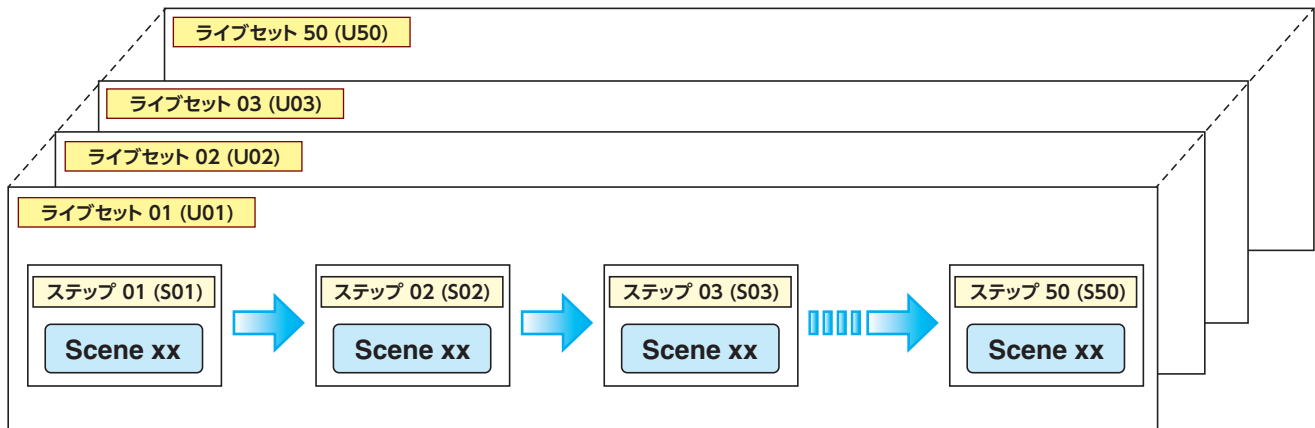 ライブセット 50 (U50)
ライブセット 03 (U03)
ライブセット 02 (U02)
ライブセット 01 (U01)
ステップ 01 (S01)
ステップ 02 (S02)
ステップ 03 (S03)
ステップ 50 (S50)
Scene xx
Scene xx
Scene xx
Scene xx